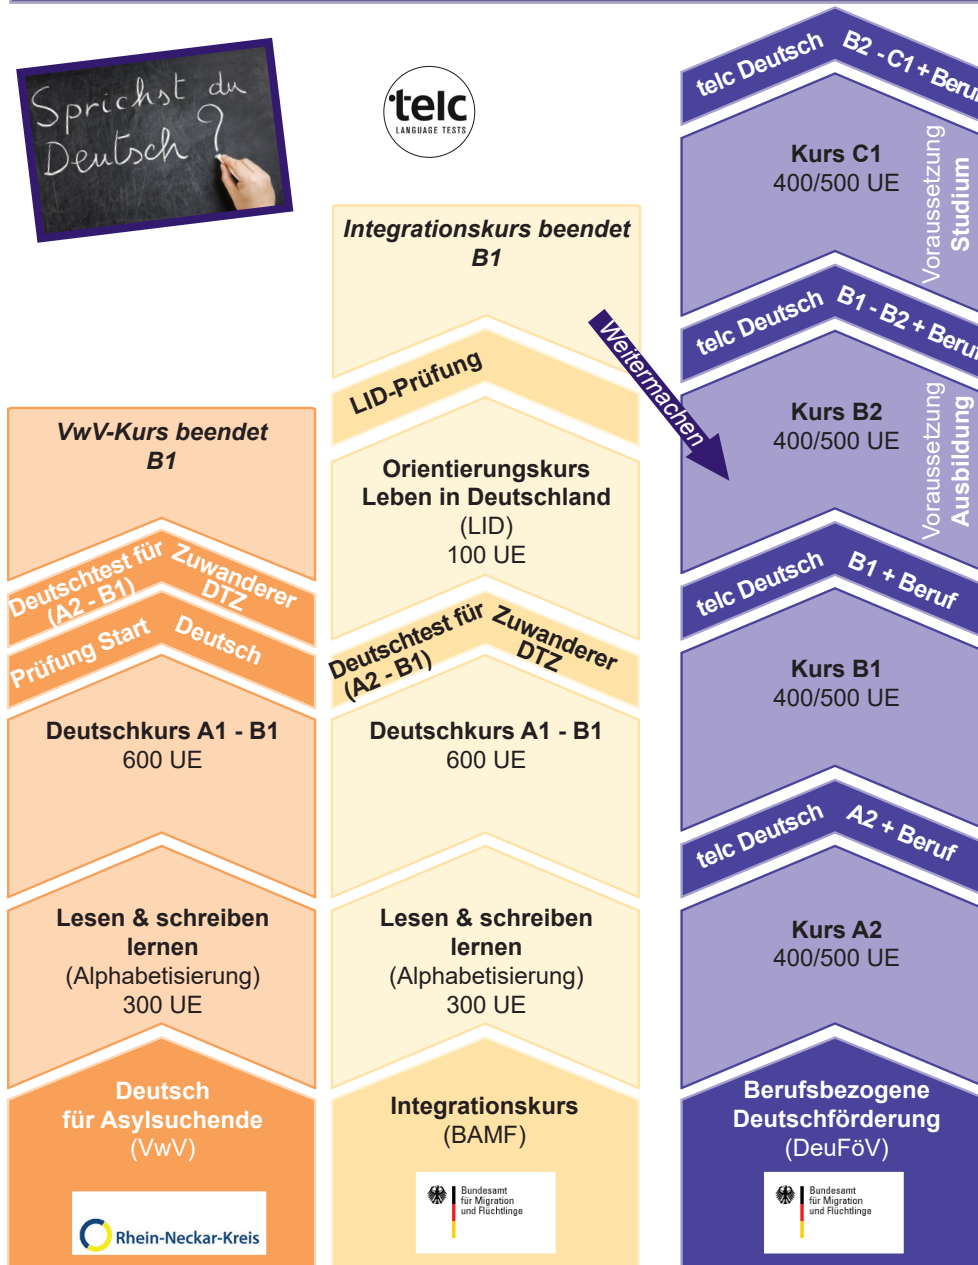 Sprichst du
Deutsch ?
telc
LANGUAGE TESTS
VwV-Kurs beendet
B1
Deutschtest für Zuwanderer
(A2 - B1) DTZ
Prüfung Start Deutsch
Deutschkurs A1 - B1
600 UE
Lesen & schreiben
lernen
(Alphabetisierung)
300 UE
Deutsch
für Asylsuchende
(VwV)
Rhein-Neckar-Kreis
Integrationskurs beendet
B1
LID-Prüfung
Orientierungskurs
Leben in Deutschland
(LID)
100 UE
Deutschtest für Zuwanderer
(A2 - B1) DTZ
Deutschkurs A1 - B1
600 UE
Lesen & schreiben
lernen
(Alphabetisierung)
300 UE
Integrationskurs
(BAMF)
Bundesamt
für Migration
und Flüchtlinge
Weitermachen
telc Deutsch B2 - C1 + Beruf
Kurs C1
400/500 UE
Voraussetzung
Studium
telc Deutsch B1 - B2 + Beruf
Kurs B2
400/500 UE
Voraussetzung
Ausbildung
telc Deutsch B1 + Beruf
Kurs B1
400/500 UE
telc Deutsch A2 + Beruf
Kurs A2
400/500 UE
Berufsbezogene
Deutschförderung
(DeuFöV)
Bundesamt
für Migration
und Flüchtlinge